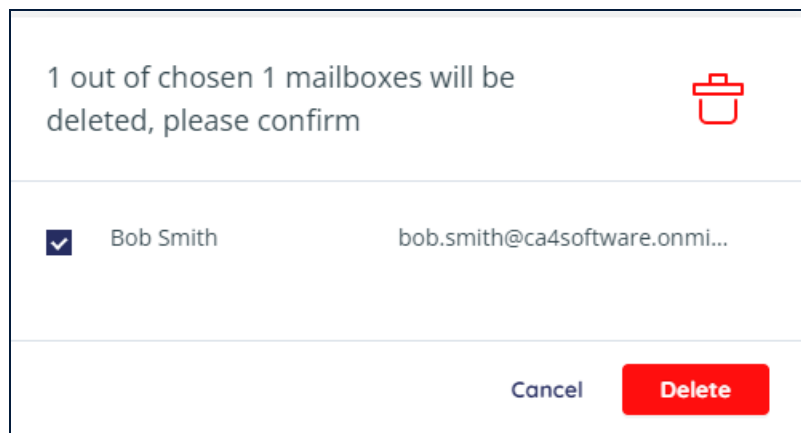 1 out of chosen 1 mailboxes will be
deleted, please confirm
Bob Smith bob.smith@ca4software.onmi...
Cancel Delete